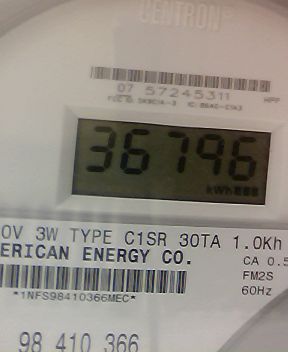 CENTRON®
07 57245311
36796
kWh
0V 3W TYPE C1SR 30TA 1.0Kh
ERICAN ENERGY CO. CA 0.5
FM2S
*1NFS98410366MEC* 60Hz
98 410 366